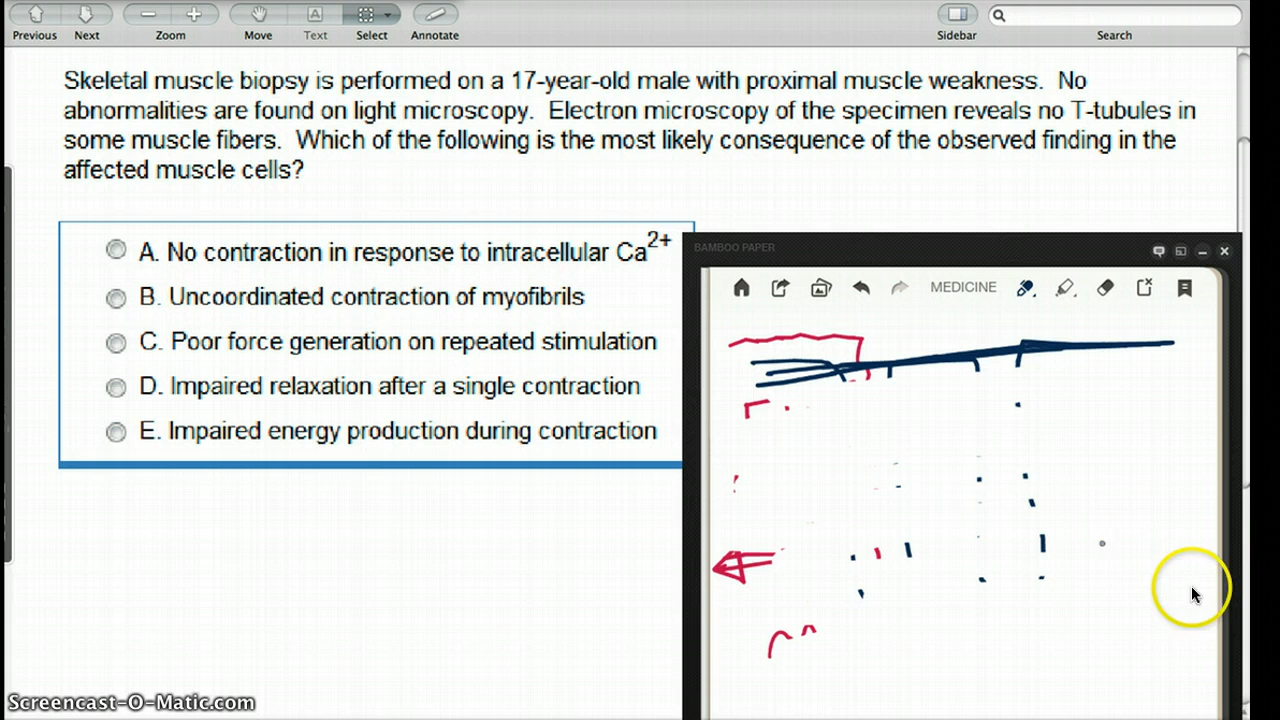 Previous Next Zoom Move Text Select Annotate Sidebar Search
Skeletal muscle biopsy is performed on a 17-year-old male with proximal muscle weakness. No
abnormalities are found on light microscopy. Electron microscopy of the specimen reveals no T-tubules in
some muscle fibers. Which of the following is the most likely consequence of the observed finding in the
affected muscle cells?
A. No contraction in response to intracellular Ca2+
B. Uncoordinated contraction of myofibrils
C. Poor force generation on repeated stimulation
D. Impaired relaxation after a single contraction
E. Impaired energy production during contraction
BAMBOO PAPER
MEDICINE
Screencast-O-Matic.com